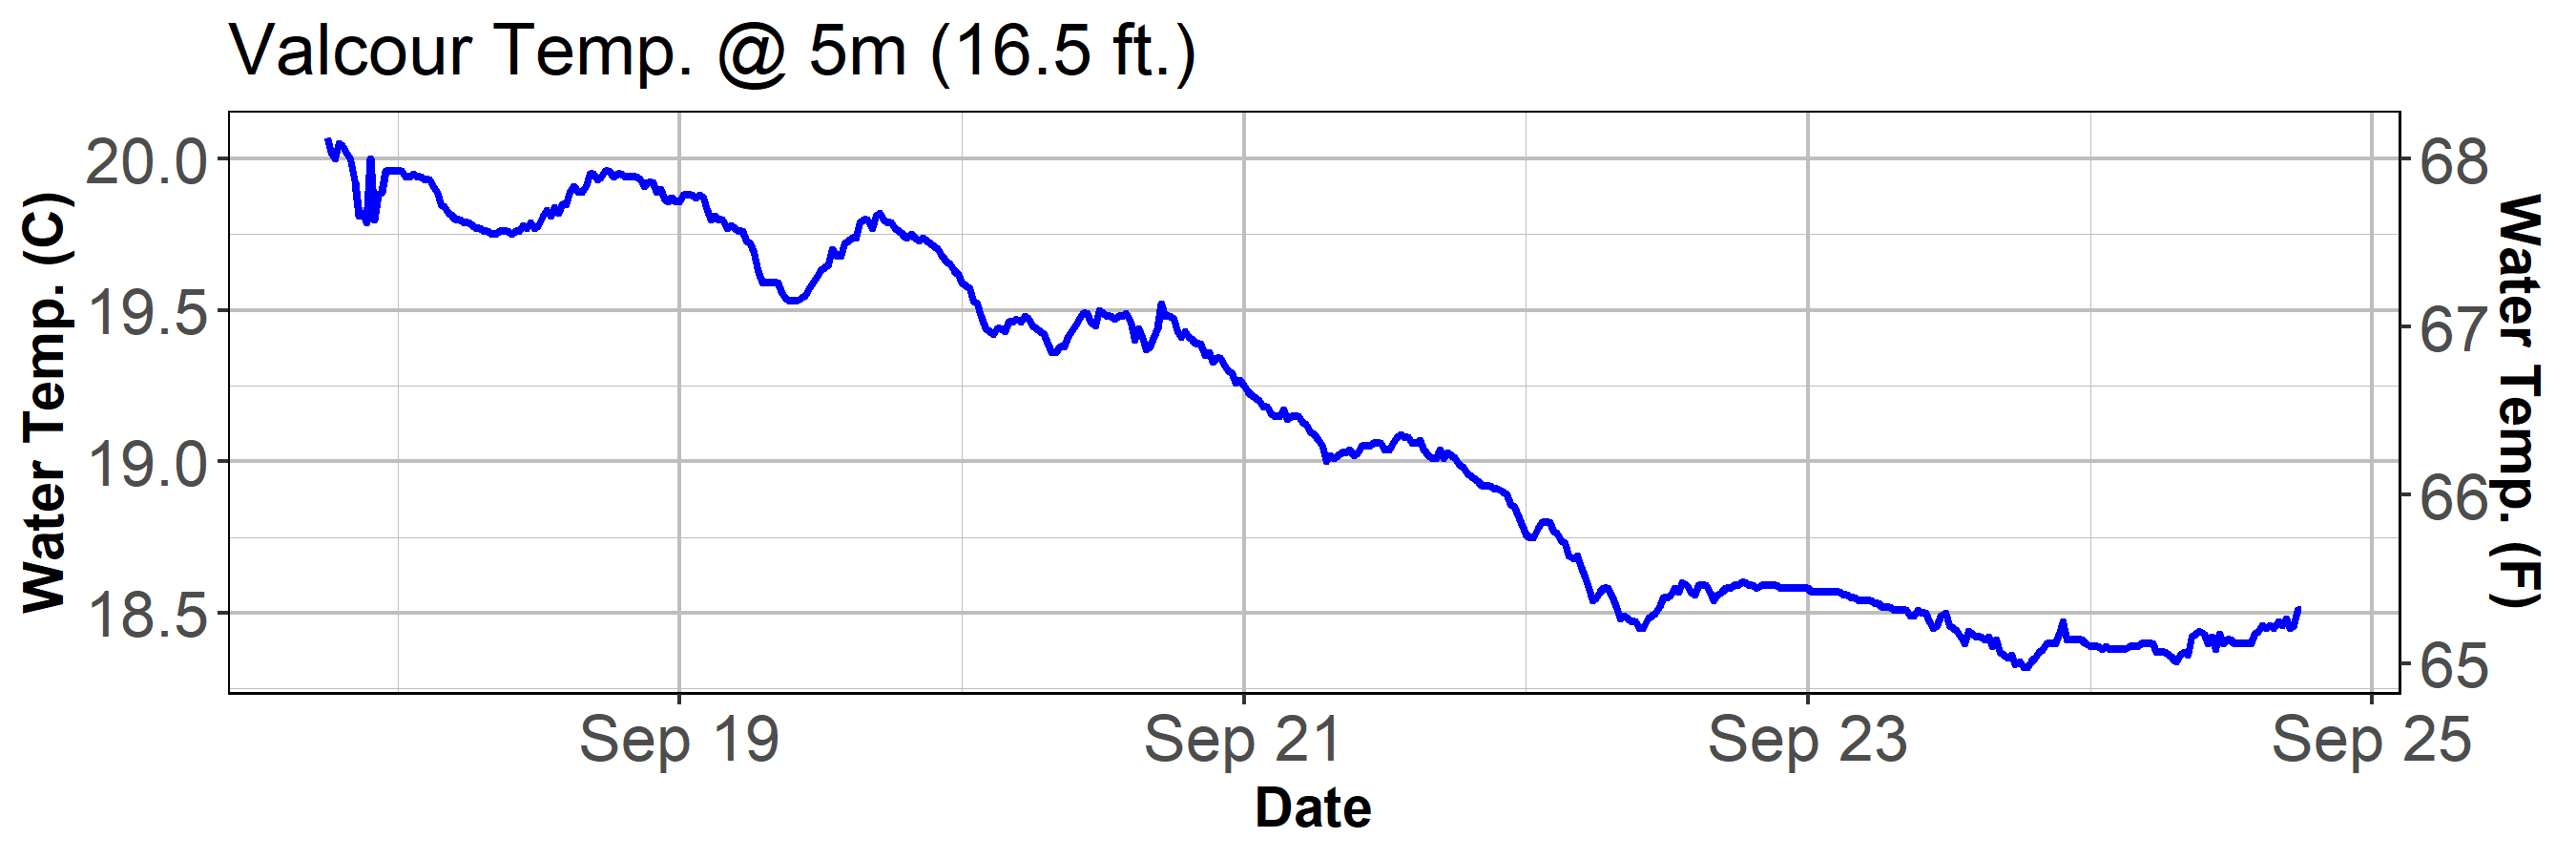 Valcour Temp. @ 5m (16.5 ft.)
Water Temp. (C)
20.0
19.5
19.0
18.5
68
67
66
65
Water Temp. (F)
Sep 19
Sep 21
Sep 23
Sep 25
Date